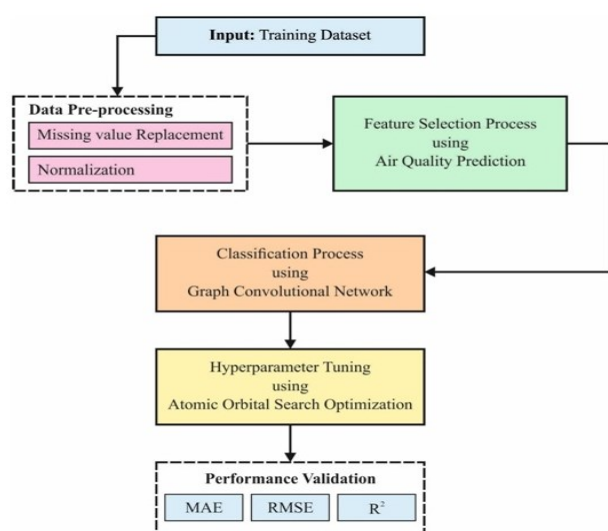 Input: Training Dataset
Data Pre-processing
Missing value Replacement
Normalization
Feature Selection Process
using
Air Quality Prediction
Classification Process
using
Graph Convolutional Network
Hyperparameter Tuning
using
Atomic Orbital Search Optimization
Performance Validation
MAE RMSE R²